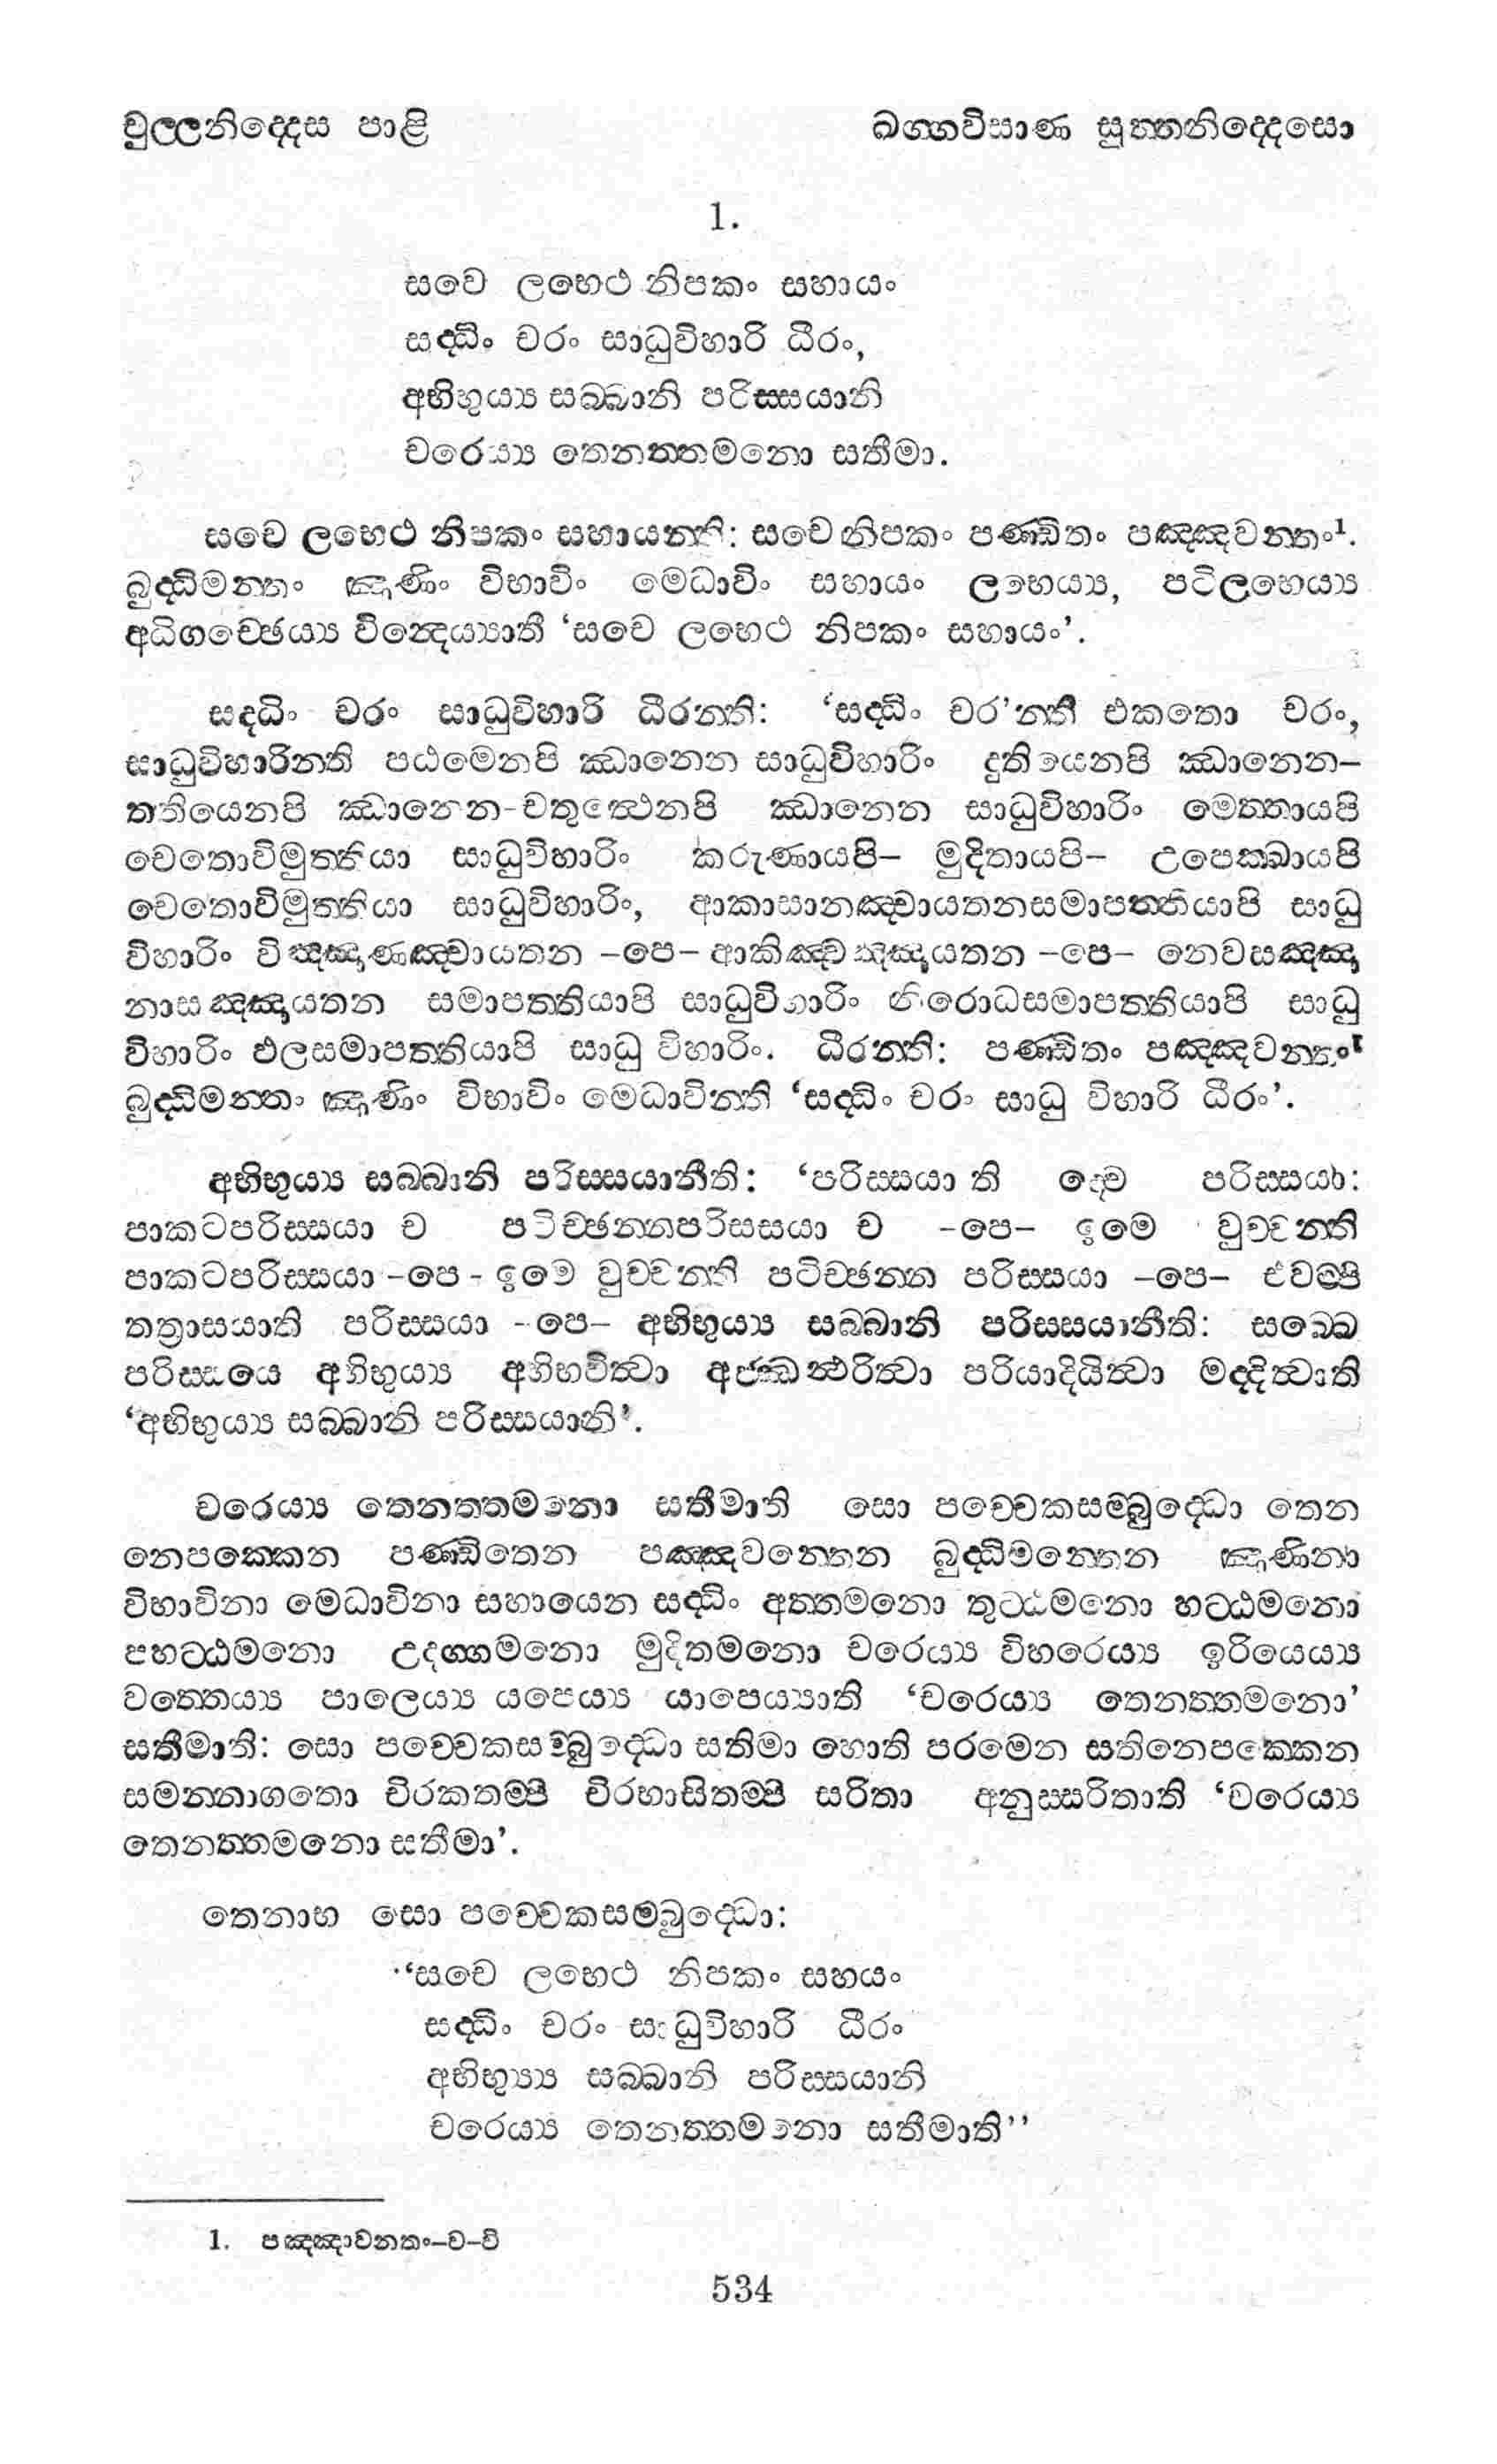 චුල්ලනිද්දෙස පාළි ඛග්ගවිසාණ සුත්තනිද්දෙසො
1.
සචෙ ලභෙථ නිපකං සහායං
සද්ධිං චරං සාධුවිහාරි ධීරං,
අභිභුය්‍ය සබ්බානි පරිස්සයානි
චරෙය්‍ය තෙනත්තමනො සතීමා.
සචෙ ලභෙථ නිපකං සහායන්ති: සචෙ නිපකං පණ්ඩිතං පඤ්ඤවන්තං1.
බුද්ධිමන්තං ඤාණිං විභාවිං මෙධාවිං සහායං ලභෙය්‍ය, පටිලභෙය්‍ය
අධිගච්ඡෙය්‍ය වින්දෙය්‍යාති ‘සචෙ ලභෙථ නිපකං සහායං’.
සද්ධිං චරං සාධුවිහාරි ධීරන්ති: ‘සද්ධිං චර’න්ති එකතො චරං,
සාධුවිහාරින්ති පඨමෙනපි ඣානෙන සාධුවිහාරිං දුතියෙනපි ඣානෙන–
තතියෙනපි ඣානෙන-චතුත්ථෙනපි ඣානෙන සාධුවිහාරිං මෙත්තායපි
චෙතොවිමුත්තියා සාධුවිහාරිං කරුණායපි– මුදිතායපි– උපෙක්ඛායපි
චෙතොවිමුත්තියා සාධුවිහාරිං, ආකාසානඤ්චායතනසමාපත්තියාපි සාධු
විහාරිං විඤ්ඤාණඤ්චායතන –පෙ– ආකිඤ්චඤ්ඤායතන –පෙ– නෙවසඤ්ඤා
නාසඤ්ඤායතන සමාපත්තියාපි සාධුවිහාරිං නිරොධසමාපත්තියාපි සාධු
විහාරිං ඵලසමාපත්තියාපි සාධු විහාරිං. ධීරන්ති: පණ්ඩිතං පඤ්ඤවන්තං1
බුද්ධිමන්තං ඤාණිං විභාවිං මෙධාවින්ති ‘සද්ධිං චරං සාධු විහාරි ධීරං’.
අභිභුය්‍ය සබ්බානි පරිස්සයානීති: ‘පරිස්සයා ති ද්වෙ පරිස්සයා:
පාකටපරිස්සයා ච පටිච්ඡන්නපරිස්සයා ච –පෙ– ඉමෙ වුච්චන්ති
පාකටපරිස්සයා –පෙ- ඉමෙ වුච්චන්ති පටිච්ඡන්න පරිස්සයා –පෙ– එවම්පි
තත්‍රාසයාති පරිස්සයා -පෙ– අභිභුය්‍ය සබ්බානි පරිස්සයානීති: සබ්බෙ
පරිස්සයෙ අභිභුය්‍ය අභිභවිත්වා අජ්ඣොත්ථරිත්වා පරියාදියිත්වා මද්දිත්වාති
‘අභිභුය්‍ය සබ්බානි පරිස්සයානි’.
චරෙය්‍ය තෙනත්තමනො සතීමාති සො පච්චෙකසම්බුද්ධො තෙන
නෙපක්කෙන පණ්ඩිතෙන පඤ්ඤවන්තෙන බුද්ධිමන්තෙන ඤාණිනා
විභාවිනා මෙධාවිනා සහායෙන සද්ධිං අත්තමනො තුට්ඨමනො හට්ඨමනො
පහට්ඨමනො උදග්ගමනො මුදිතමනො චරෙය්‍ය විහරෙය්‍ය ඉරියෙය්‍ය
වත්තෙය්‍ය පාලෙය්‍ය යපෙය්‍ය යාපෙය්‍යාති ‘චරෙය්‍ය තෙනත්තමනො’
සතීමාති: සො පච්චෙකසම්බුද්ධො සතිමා හොති පරමෙන සතිනෙපක්කෙන
සමන්නාගතො චිරකතම්පි චිරභාසිතම්පි සරිතා අනුස්සරිතාති ‘චරෙය්‍ය
තෙනත්තමනො සතීමා’.
තෙනාහ සො පච්චෙකසම්බුද්ධො:
‘‘සචෙ ලභෙථ නිපකං සහයං
සද්ධිං චරං සාධුවිහාරි ධීරං
අභිභුය්‍ය සබ්බානි පරිස්සයානි
චරෙය්‍ය තෙනත්තමනො සතීමාති’’
1. පඤ්ඤාවනතං–ව–වි
534